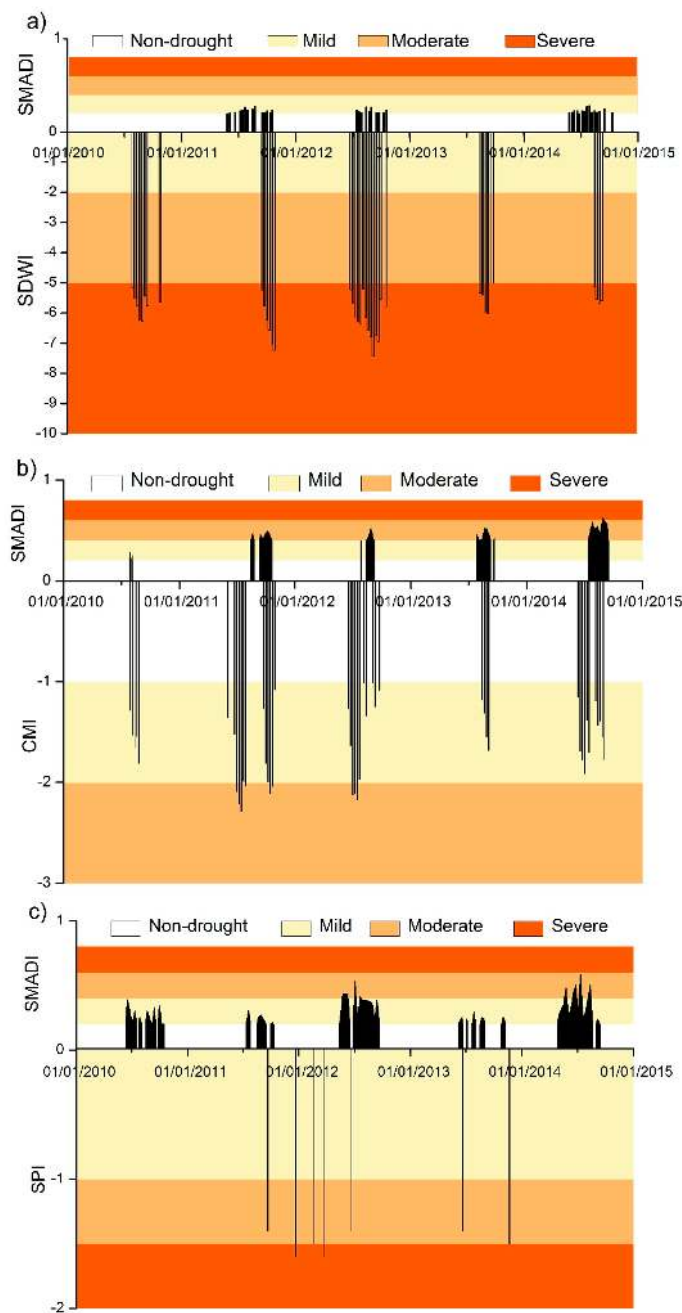 a)
Non-drought Mild Moderate Severe
1
SMADI
0
01/01/2010 01/01/2011 01/01/2012 01/01/2013 01/01/2014 01/01/2015
-1
-2
-3
-4
SDWI
-5
-6
-7
-8
-9
-10
b)
Non-drought Mild Moderate Severe
1
SMADI
0
01/01/2010 01/01/2011 01/01/2012 01/01/2013 01/01/2014 01/01/2015
-1
CMI
-2
-3
c)
Non-drought Mild Moderate Severe
1
SMADI
0
01/01/2010 01/01/2011 01/01/2012 01/01/2013 01/01/2014 01/01/2015
-1
SPI
-2